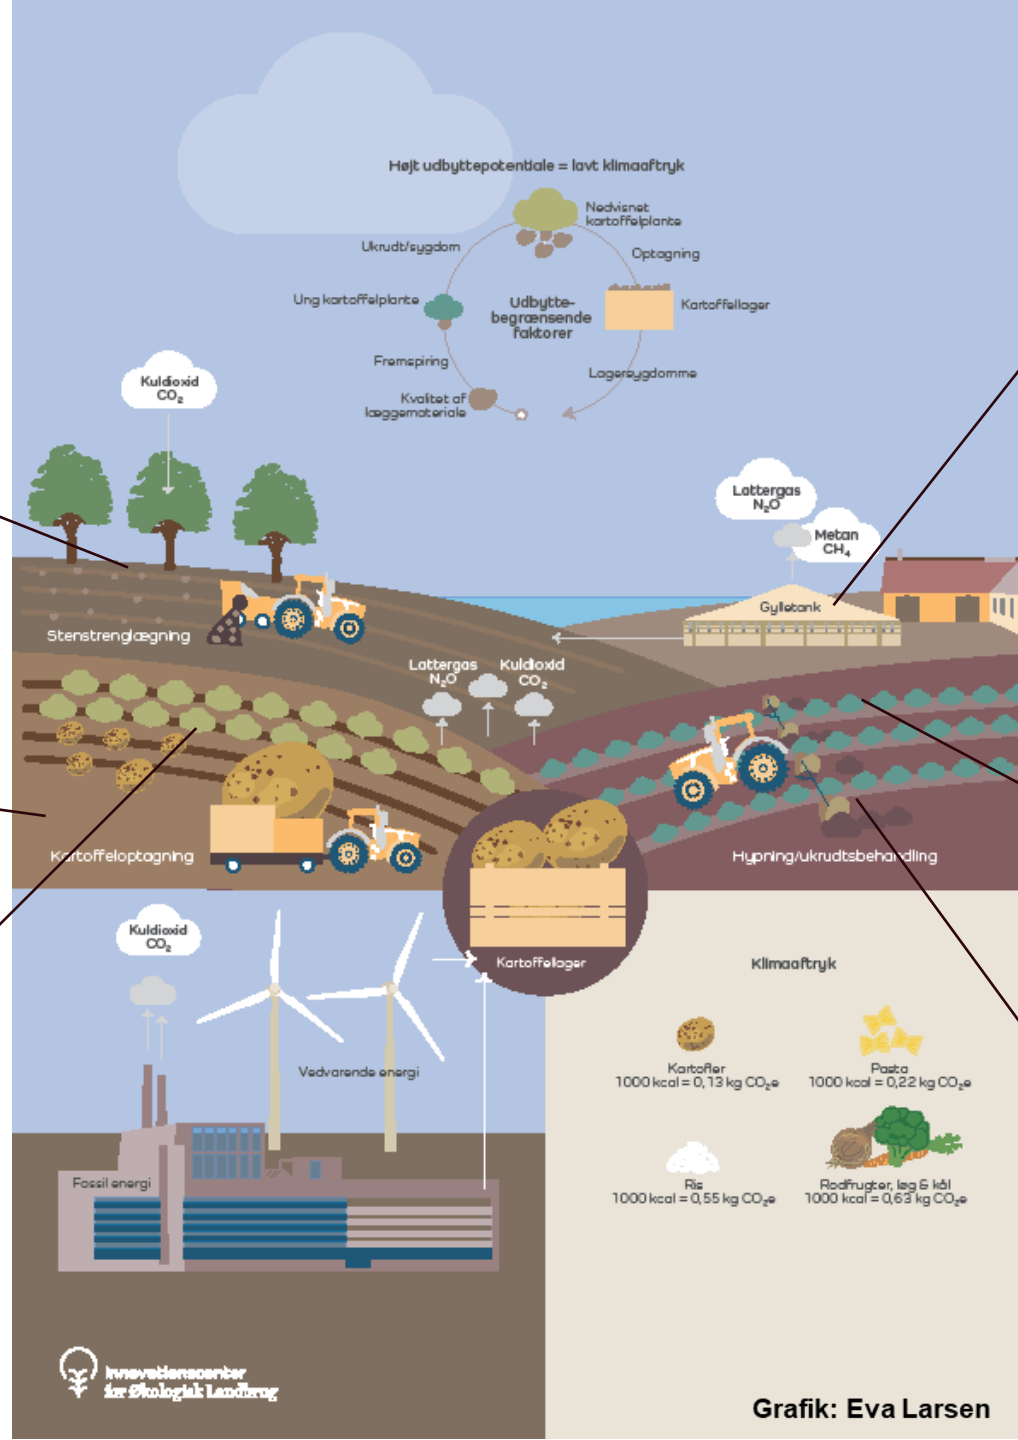 Højt udbyttepotentiale = lavt klimaaftryk
Nedvisnet
kartoffelplante
Ukrudt/sygdom
Optagning
Ung kartoffelplante
Udbytte-
begrænsende
faktorer
Kartoffellager
Fremspiring
Lagersygdomme
Kvalitet af
læggemateriale
Kuldioxid
CO₂
Lattergas
N₂O
Metan
CH₄
Gylletank
Stenstrenglægning
Lattergas
N₂O
Kuldioxid
CO₂
Kartoffeloptagning
Hypning/ukrudtsbehandling
Kuldioxid
CO₂
Kartoffellager
Klimaaftryk
Vedvarende energi
Kartofler
1000 kcal = 0,13 kg CO₂e
Pasta
1000 kcal = 0,22 kg CO₂e
Fossil energi
Ris
1000 kcal = 0,55 kg CO₂e
Rodfrugter, løg & kål
1000 kcal = 0,63 kg CO₂e
Innovationscenter
for Økologisk Landbrug
Grafik: Eva Larsen